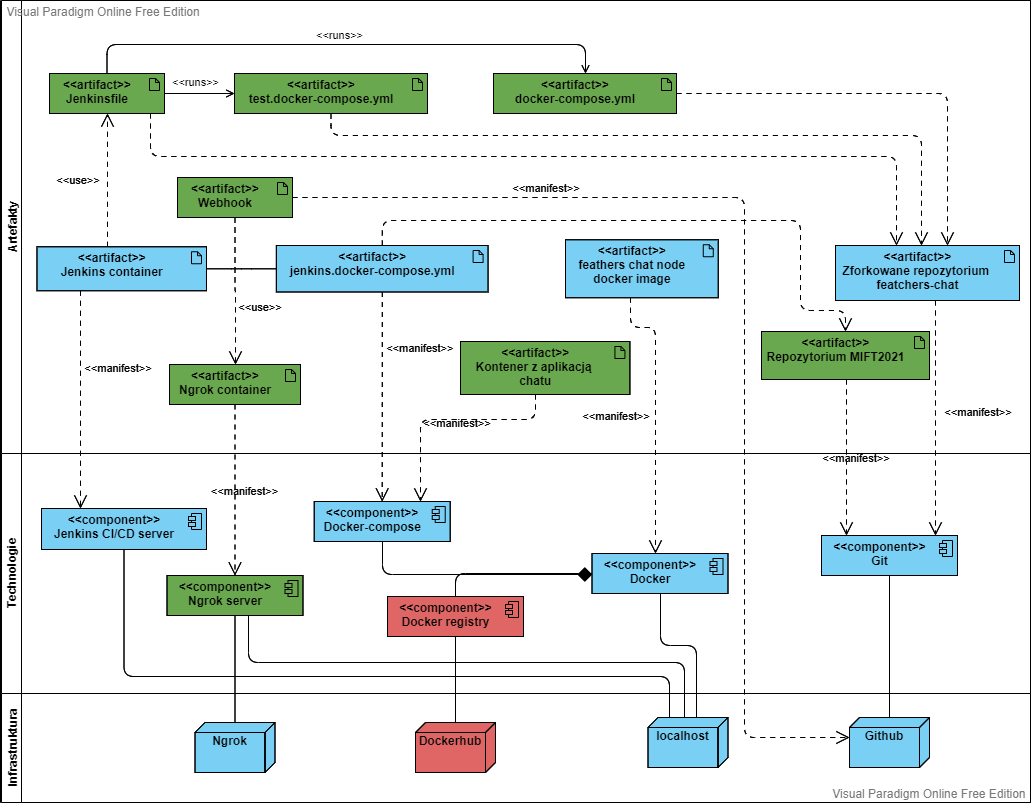 Visual Paradigm Online Free Edition
<<runs>>
<<artifact>>
Jenkinsfile
<<runs>>
<<artifact>>
test.docker-compose.yml
<<artifact>>
docker-compose.yml
Artefakty
<<use>>
<<artifact>>
Webhook
<<manifest>>
<<artifact>>
Jenkins container
<<artifact>>
jenkins.docker-compose.yml
<<artifact>>
feathers chat node
docker image
<<artifact>>
Zforkowane repozytorium
featchers-chat
<<use>>
<<artifact>>
Repozytorium MIFT2021
<<manifest>>
<<manifest>>
<<artifact>>
Kontener z aplikacją
chatu
<<artifact>>
Ngrok container
<<manifest>>
<<manifest>>
<<manifest>>
<<manifest>>
<<manifest>>
Technologie
<<component>>
Jenkins CI/CD server
<<component>>
Docker-compose
<<component>>
Docker
<<component>>
Git
<<component>>
Ngrok server
<<component>>
Docker registry
Infrastruktura
Ngrok
Dockerhub
localhost
Github
Visual Paradigm Online Free Edition